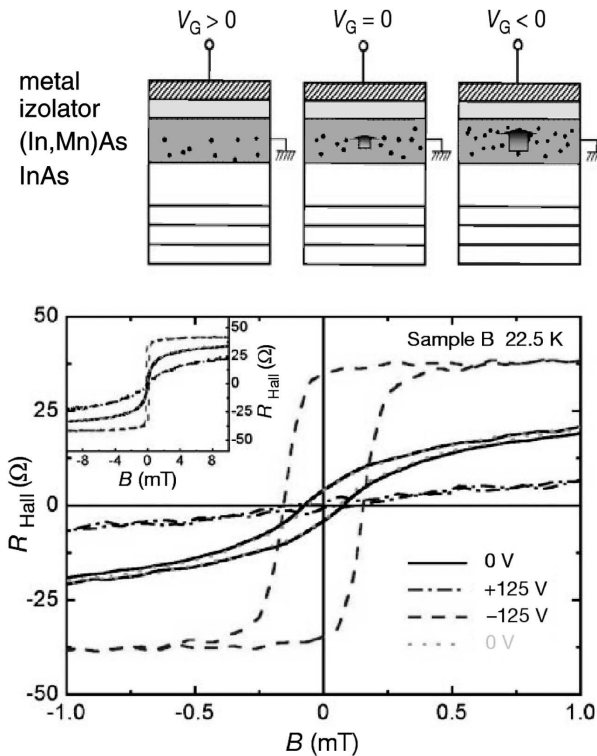 V_G > 0 V_G = 0 V_G < 0
metal
izolator
(In,Mn)As
InAs
Sample B 22.5 K
50
25
0
-25
-50
R_Hall (Ω)
-1.0 -0.5 0 0.5 1.0
B (mT)
50
25
0
-25
-50
R_Hall (Ω)
-8 -4 0 4 8
B (mT)
0 V
+125 V
−125 V
0 V